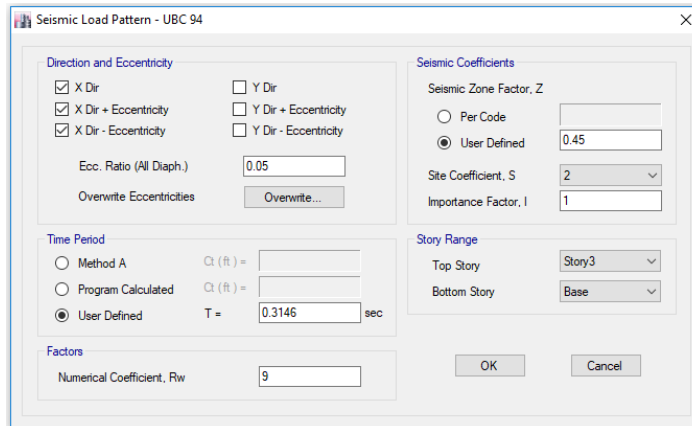 Seismic Load Pattern - UBC 94
Direction and Eccentricity
X Dir
Y Dir
X Dir + Eccentricity
Y Dir + Eccentricity
X Dir - Eccentricity
Y Dir - Eccentricity
Ecc. Ratio (All Diaph.)
0.05
Overwrite Eccentricities
Overwrite...
Time Period
Method A
Ct (ft) =
Program Calculated
Ct (ft) =
User Defined
T =
0.3146
sec
Factors
Numerical Coefficient, Rw
9
Seismic Coefficients
Seismic Zone Factor, Z
Per Code
User Defined
0.45
Site Coefficient, S
2
Importance Factor, I
1
Story Range
Top Story
Story3
Bottom Story
Base
OK
Cancel